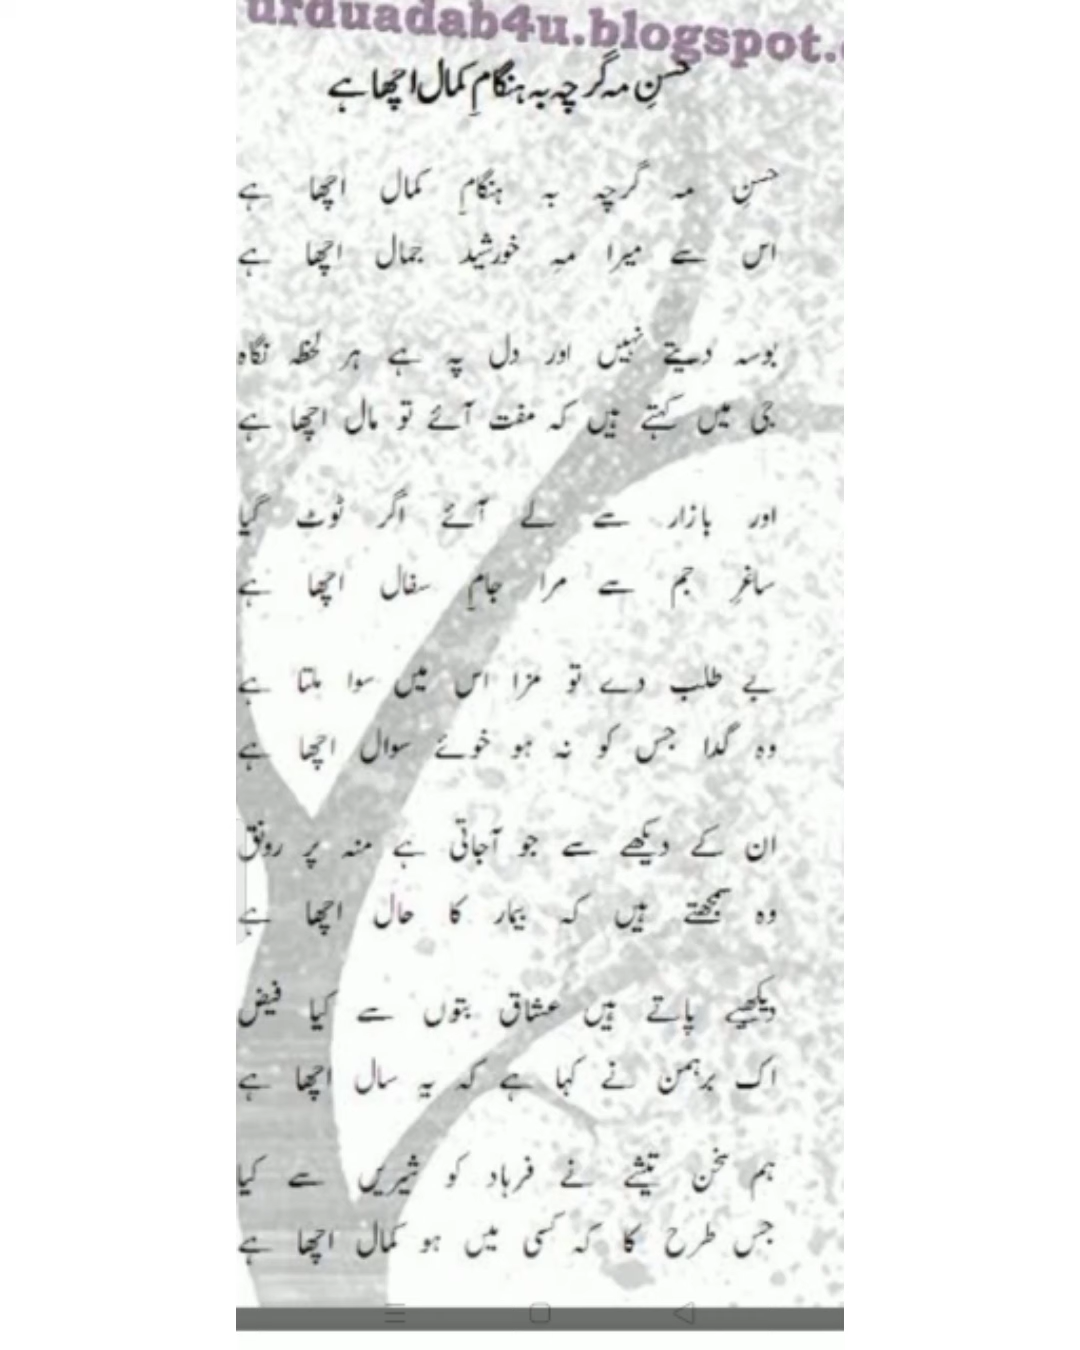 urduadab4u.blogspot.
حسنِ مہ گرچہ بہ ہنگامِ کمال اچھا ہے
حسنِ مہ گرچہ بہ ہنگامِ کمال اچھا ہے
اس سے میرا مہِ خورشید جمال اچھا ہے
بوسہ دیتے نہیں اور دل پہ ہے ہر لحظہ نگاہ
جی میں کہتے ہیں کہ مفت آئے تو مال اچھا ہے
اور بازار سے لے آئے اگر ٹوٹ گیا
ساغرِ جم سے مرا جامِ سفال اچھا ہے
بے طلب دے تو مزا اس میں سوا ملتا ہے
وہ گدا جس کو نہ ہو خوئے سوال اچھا ہے
ان کے دیکھے سے جو آجاتی ہے منہ پر رونق
وہ سمجھتے ہیں کہ بیمار کا حال اچھا ہے
دیکھیے پاتے ہیں عشاق بتوں سے کیا فیض
اک برہمن نے کہا ہے کہ یہ سال اچھا ہے
ہم سخن تیشے نے فرہاد کو شیریں سے کیا
جس طرح کا کہ کسی میں ہو کمال اچھا ہے